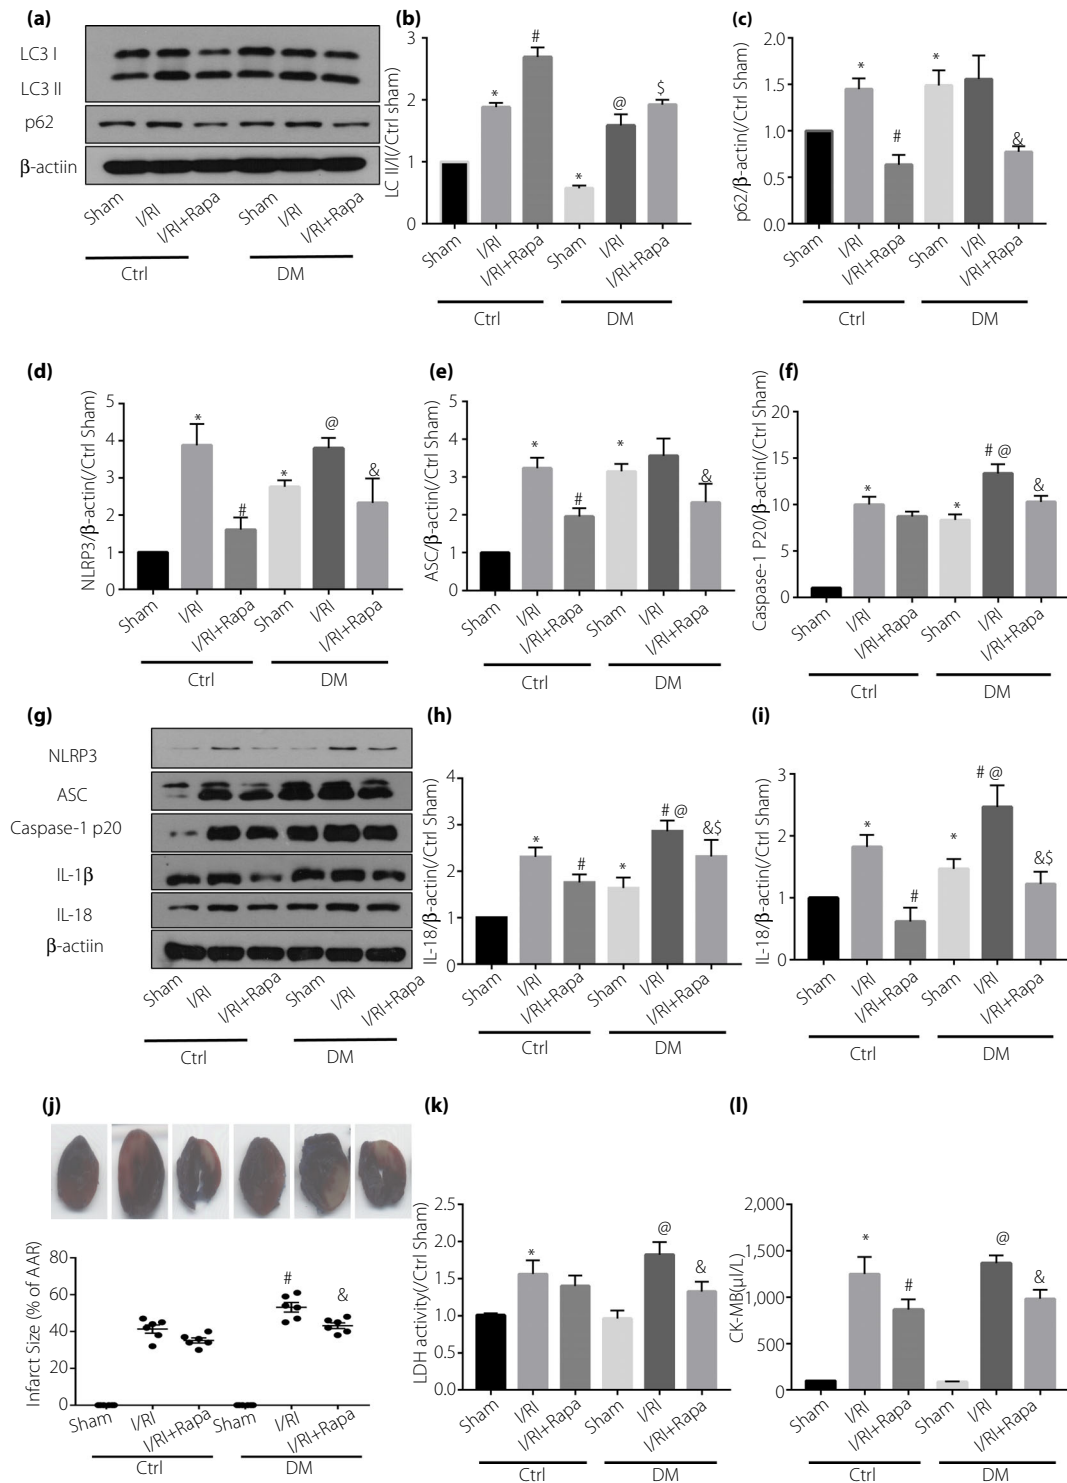 (a)
LC3 I
LC3 II
p62
β-actiin
Sham
I/RI
I/RI+Rapa
Sham
I/RI
I/RI+Rapa
Ctrl
DM
(b)
LC II/I(/Ctrl sham)
3
2
1
0
*
#
*
@
$
Sham
I/RI
I/RI+Rapa
Sham
I/RI
I/RI+Rapa
Ctrl
DM
(c)
p62/β-actin(/Ctrl Sham)
2.0
1.5
1.0
0.5
0
*
#
*
&
Sham
I/RI
I/RI+Rapa
Sham
I/RI
I/RI+Rapa
Ctrl
DM
(d)
NLRP3/β-actin(/Ctrl Sham)
5
4
3
2
1
0
*
#
*
@
&
Sham
I/RI
I/RI+Rapa
Sham
I/RI
I/RI+Rapa
Ctrl
DM
(e)
ASC/β-actin(/Ctrl Sham)
5
4
3
2
1
0
*
#
*
&
Sham
I/RI
I/RI+Rapa
Sham
I/RI
I/RI+Rapa
Ctrl
DM
(f)
Caspase-1 P20/β-actin(/Ctrl Sham)
20
15
10
5
0
*
*
# @
&
Sham
I/RI
I/RI+Rapa
Sham
I/RI
I/RI+Rapa
Ctrl
DM
(g)
NLRP3
ASC
Caspase-1 p20
IL-1β
IL-18
β-actiin
Sham
I/RI
I/RI+Rapa
Sham
I/RI
I/RI+Rapa
Ctrl
DM
(h)
IL-18/β-actin(/Ctrl Sham)
4
3
2
1
0
*
#
*
# @
&$
Sham
I/RI
I/RI+Rapa
Sham
I/RI
I/RI+Rapa
Ctrl
DM
(i)
IL-18/β-actin(/Ctrl Sham)
3
2
1
0
*
#
*
# @
&$
Sham
I/RI
I/RI+Rapa
Sham
I/RI
I/RI+Rapa
Ctrl
DM
(j)
Infarct Size (% of AAR)
80
60
40
20
0
#
&
Sham
I/RI
I/RI+Rapa
Sham
I/RI
I/RI+Rapa
Ctrl
DM
(k)
LDH activity(/Ctrl Sham)
2.5
2.0
1.5
1.0
0.5
0.0
*
@
&
Sham
I/RI
I/RI+Rapa
Sham
I/RI
I/RI+Rapa
Ctrl
DM
(l)
CK-MB(μl/L)
2,000
1,500
1,000
500
0
*
#
@
&
Sham
I/RI
I/RI+Rapa
Sham
I/RI
I/RI+Rapa
Ctrl
DM